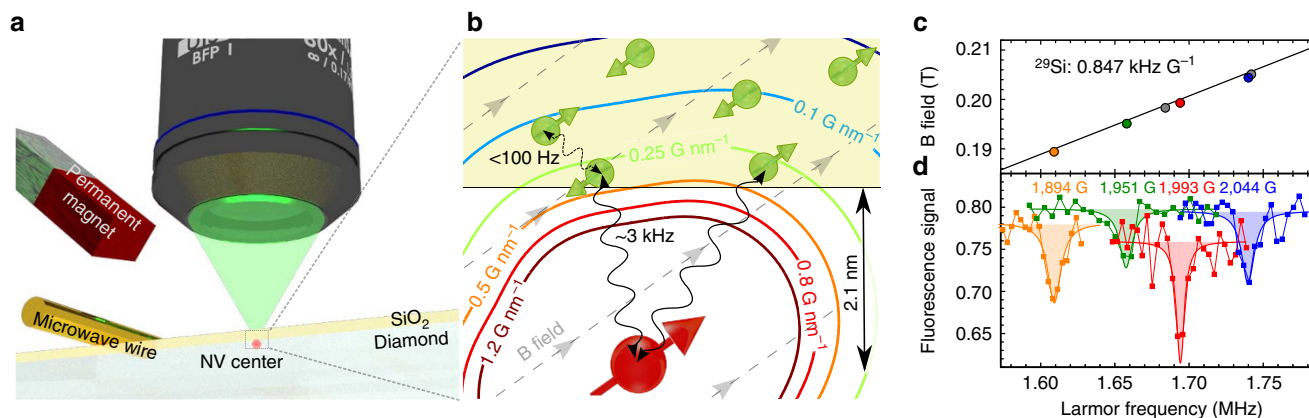 a
BFP I
60x
∞ / 0.17
Permanent
magnet
Microwave wire
NV center
SiO2
Diamond
b
0.1 G nm−1
<100 Hz
0.25 G nm−1
~3 kHz
0.5 G nm−1
0.8 G nm−1
1.2 G nm−1
2.1 nm
B field
c
0.21
0.20
0.19
B field (T)
29Si: 0.847 kHz G−1
d
1,894 G
1,951 G
1,993 G
2,044 G
0.80
0.75
0.70
0.65
Fluorescence signal
1.60
1.65
1.70
1.75
Larmor frequency (MHz)